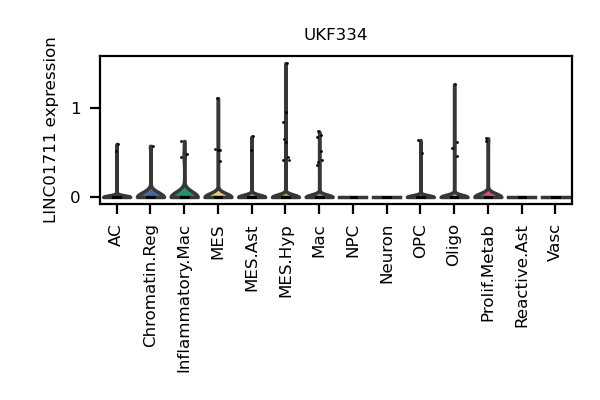 UKF334
LINC01711 expression
1
0
AC
Chromatin.Reg
Inflammatory.Mac
MES
MES.Ast
MES.Hyp
Mac
NPC
Neuron
OPC
Oligo
Prolif.Metab
Reactive.Ast
Vasc